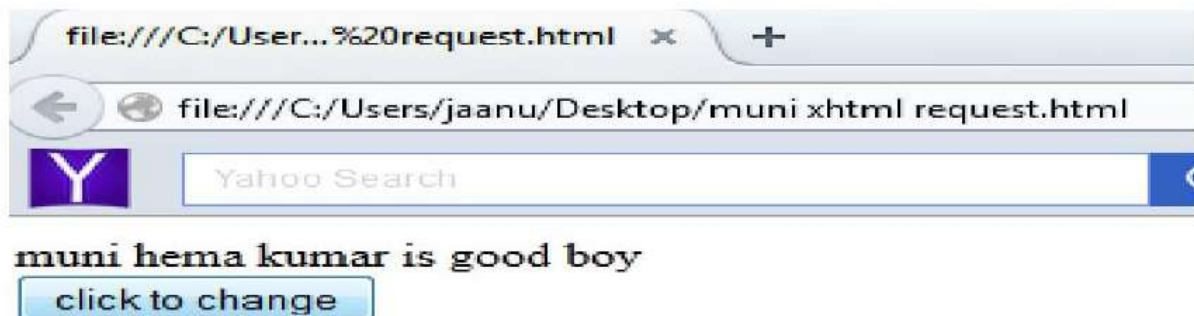 file:///C:/User...%20request.html × +
file:///C:/Users/jaanu/Desktop/muni xhtml request.html
Y Yahoo Search
muni hema kumar is good boy
click to change